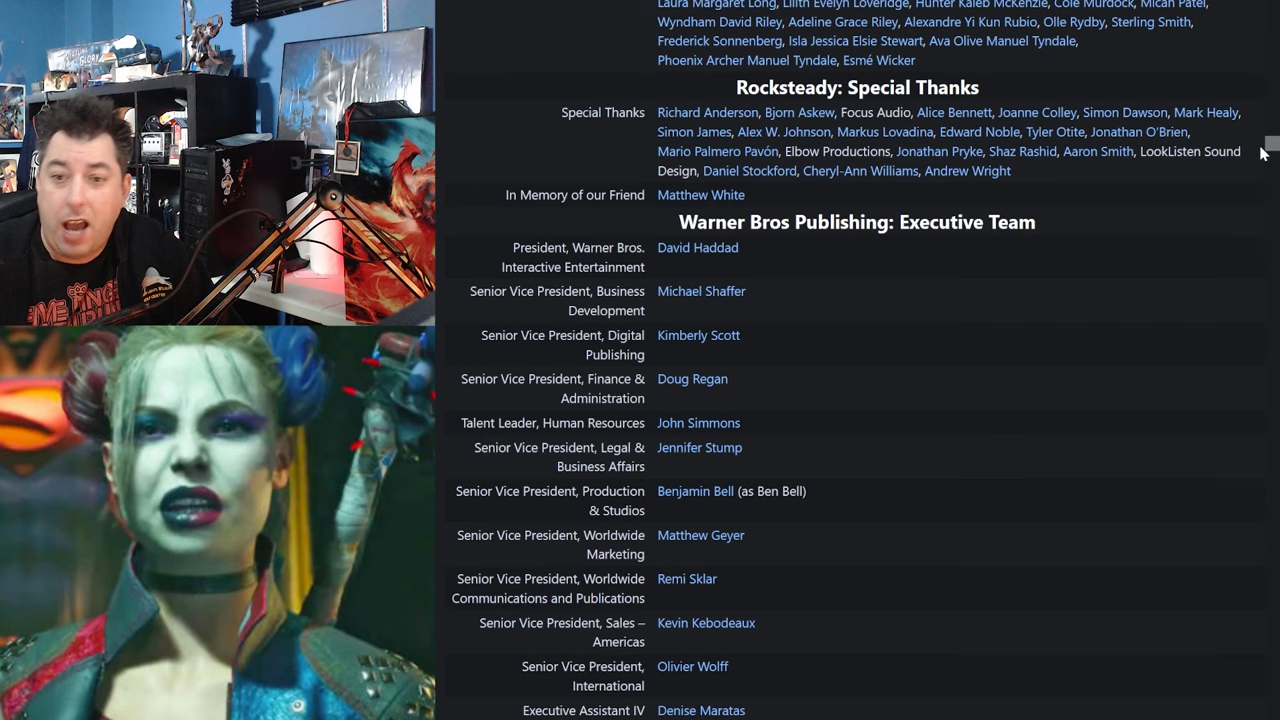 Laura Margaret Long, Lilith Evelyn Loveridge, Hunter Kaleb McKenzie, Cole Murdock, Micah Patel,
Wyndham David Riley, Adeline Grace Riley, Alexandre Yi Kun Rubio, Olle Rydby, Sterling Smith,
Frederick Sonnenberg, Isla Jessica Elsie Stewart, Ava Olive Manuel Tyndale,
Phoenix Archer Manuel Tyndale, Esmé Wicker
Rocksteady: Special Thanks
Special Thanks
Richard Anderson, Bjorn Askew, Focus Audio, Alice Bennett, Joanne Colley, Simon Dawson, Mark Healy,
Simon James, Alex W. Johnson, Markus Lovadina, Edward Noble, Tyler Otite, Jonathan O’Brien,
Mario Palmero Pavón, Elbow Productions, Jonathan Pryke, Shaz Rashid, Aaron Smith, LookListen Sound
Design, Daniel Stockford, Cheryl-Ann Williams, Andrew Wright
In Memory of our Friend
Matthew White
Warner Bros Publishing: Executive Team
President, Warner Bros.
Interactive Entertainment
David Haddad
Senior Vice President, Business
Development
Michael Shaffer
Senior Vice President, Digital
Publishing
Kimberly Scott
Senior Vice President, Finance &
Administration
Doug Regan
Talent Leader, Human Resources
John Simmons
Senior Vice President, Legal &
Business Affairs
Jennifer Stump
Senior Vice President, Production
& Studios
Benjamin Bell (as Ben Bell)
Senior Vice President, Worldwide
Marketing
Matthew Geyer
Senior Vice President, Worldwide
Communications and Publications
Remi Sklar
Senior Vice President, Sales –
Americas
Kevin Kebodeaux
Senior Vice President,
International
Olivier Wolff
Executive Assistant IV
Denise Maratas